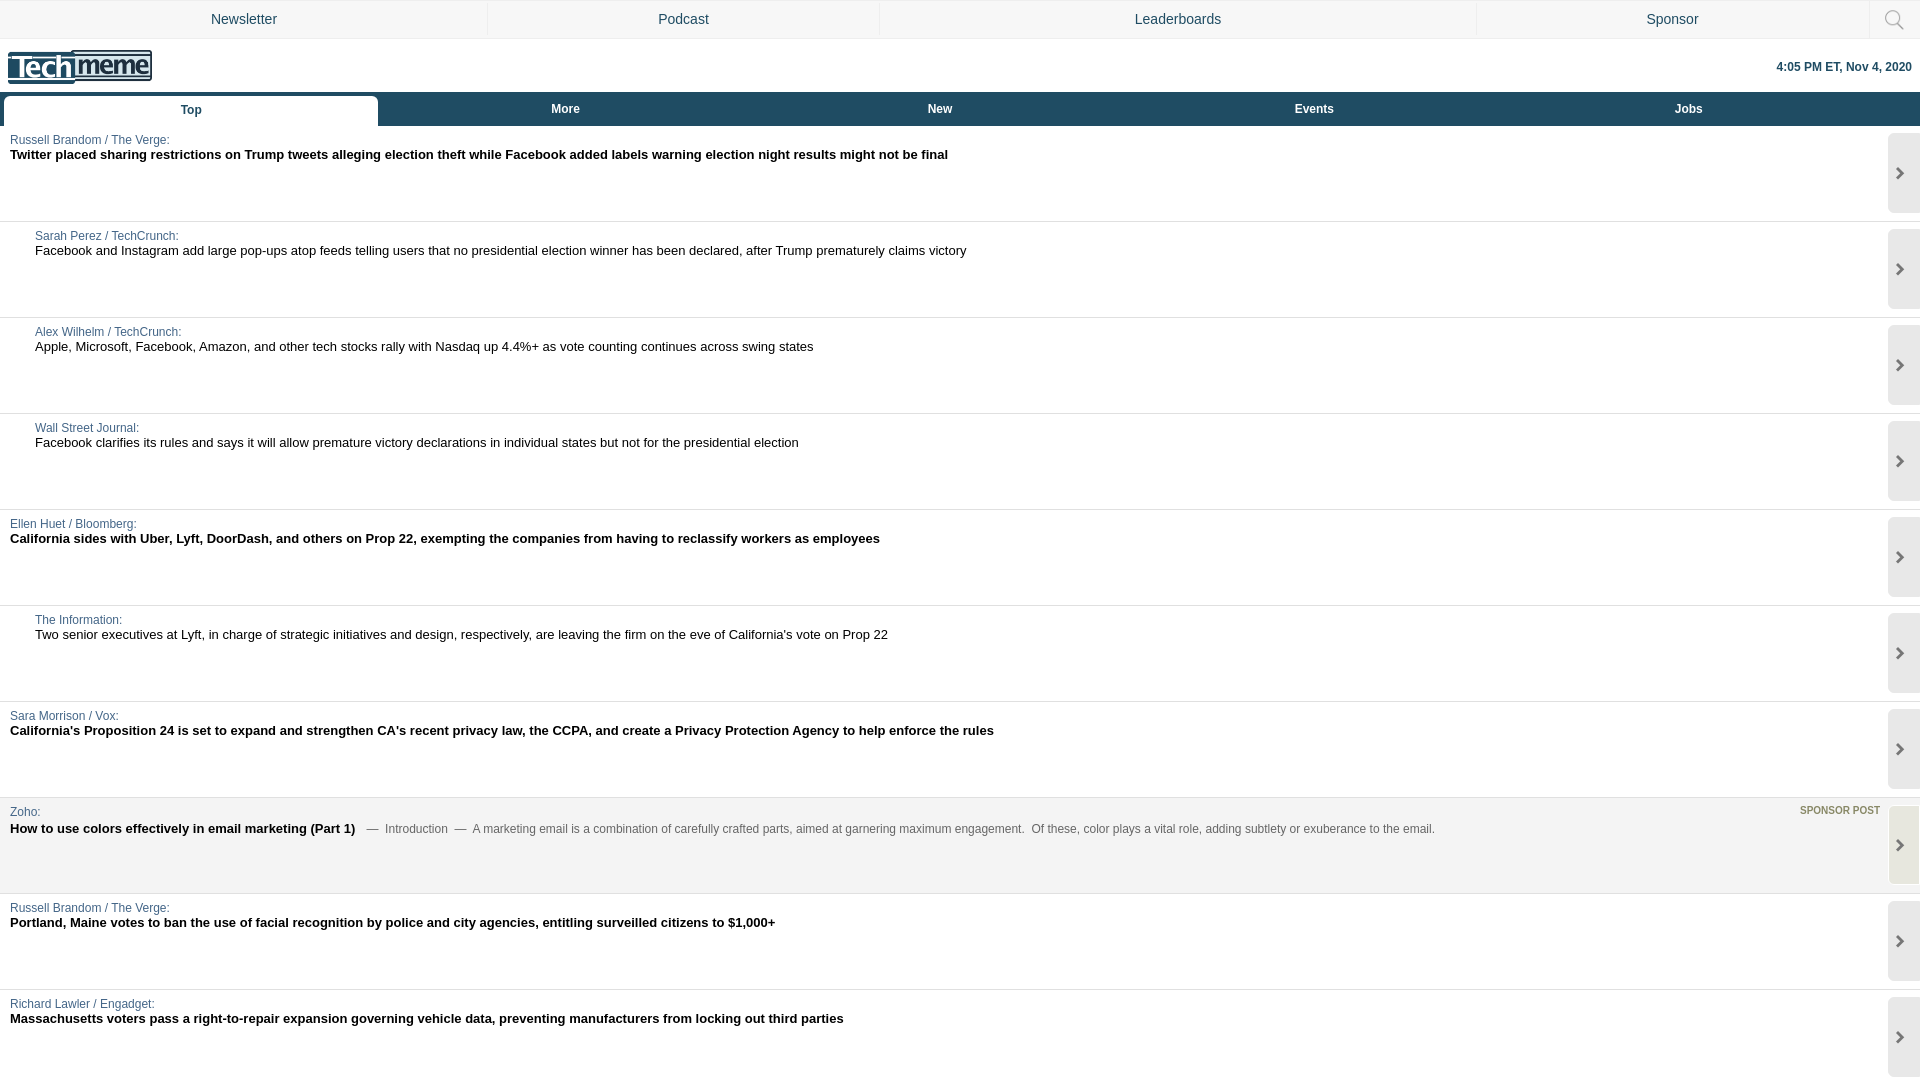 Newsletter
Podcast
Leaderboards
Sponsor
Techmeme
4:05 PM ET, Nov 4, 2020
Top
More
New
Events
Jobs
Russell Brandom / The Verge:
Twitter placed sharing restrictions on Trump tweets alleging election theft while Facebook added labels warning election night results might not be final
Sarah Perez / TechCrunch:
Facebook and Instagram add large pop-ups atop feeds telling users that no presidential election winner has been declared, after Trump prematurely claims victory
Alex Wilhelm / TechCrunch:
Apple, Microsoft, Facebook, Amazon, and other tech stocks rally with Nasdaq up 4.4%+ as vote counting continues across swing states
Wall Street Journal:
Facebook clarifies its rules and says it will allow premature victory declarations in individual states but not for the presidential election
Ellen Huet / Bloomberg:
California sides with Uber, Lyft, DoorDash, and others on Prop 22, exempting the companies from having to reclassify workers as employees
The Information:
Two senior executives at Lyft, in charge of strategic initiatives and design, respectively, are leaving the firm on the eve of California's vote on Prop 22
Sara Morrison / Vox:
California's Proposition 24 is set to expand and strengthen CA's recent privacy law, the CCPA, and create a Privacy Protection Agency to help enforce the rules
Zoho:
SPONSOR POST
How to use colors effectively in email marketing (Part 1) — Introduction — A marketing email is a combination of carefully crafted parts, aimed at garnering maximum engagement. Of these, color plays a vital role, adding subtlety or exuberance to the email.
Russell Brandom / The Verge:
Portland, Maine votes to ban the use of facial recognition by police and city agencies, entitling surveilled citizens to $1,000+
Richard Lawler / Engadget:
Massachusetts voters pass a right-to-repair expansion governing vehicle data, preventing manufacturers from locking out third parties